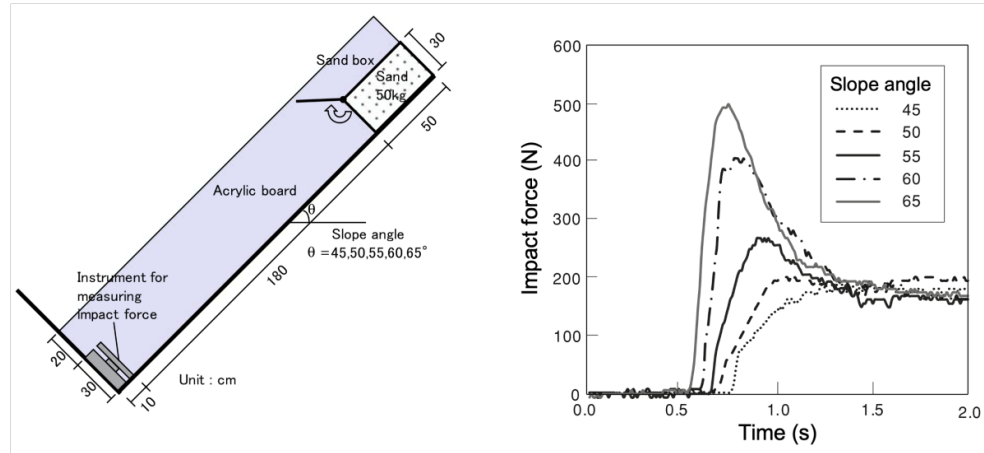 30
Sand box
Sand
50kg
50
Acrylic board
θ
Slope angle
θ =45,50,55,60,65°
180
Instrument for
measuring
impact force
20
30
10
Unit : cm
600
500
400
300
200
100
0
0.0
0.5
1.0
1.5
2.0
Impact force (N)
Time (s)
Slope angle
45
50
55
60
65